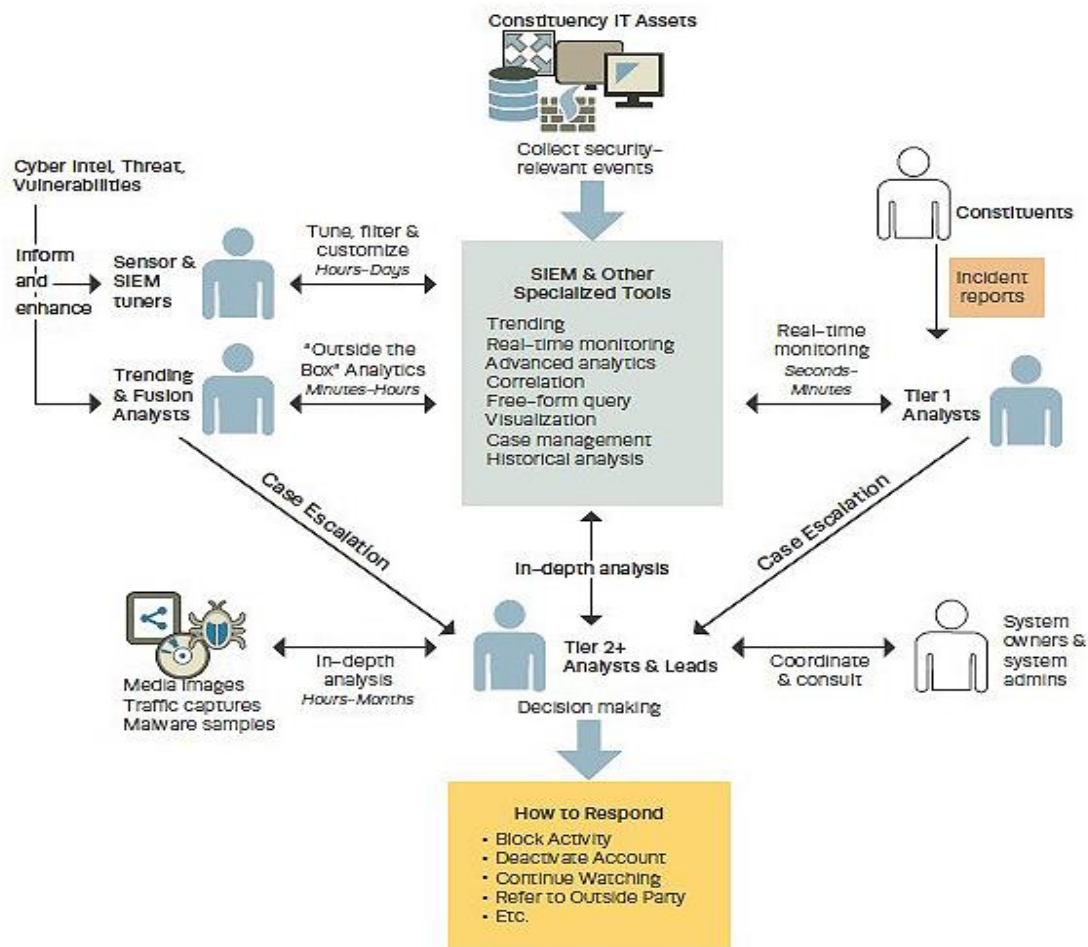 Constituency IT Assets
Collect security-
relevant events
Cyber Intel, Threat,
Vulnerabilities
Inform
and
enhance
Sensor &
SIEM
tuners
Tune, filter &
customize
Hours-Days
Trending
& Fusion
Analysts
"Outside the
Box" Analytics
Minutes-Hours
SIEM & Other
Specialized Tools
Trending
Real-time monitoring
Advanced analytics
Correlation
Free-form query
Visualization
Case management
Historical analysis
Constituents
Incident
reports
Real-time
monitoring
Seconds-
Minutes
Tier 1
Analysts
Case Escalation
Case Escalation
In-depth analysis
Media images
Traffic captures
Malware samples
In-depth
analysis
Hours-Months
Tier 2+
Analysts & Leads
Decision making
Coordinate
& consult
System
owners &
system
admins
How to Respond
• Block Activity
• Deactivate Account
• Continue Watching
• Refer to Outside Party
• Etc.